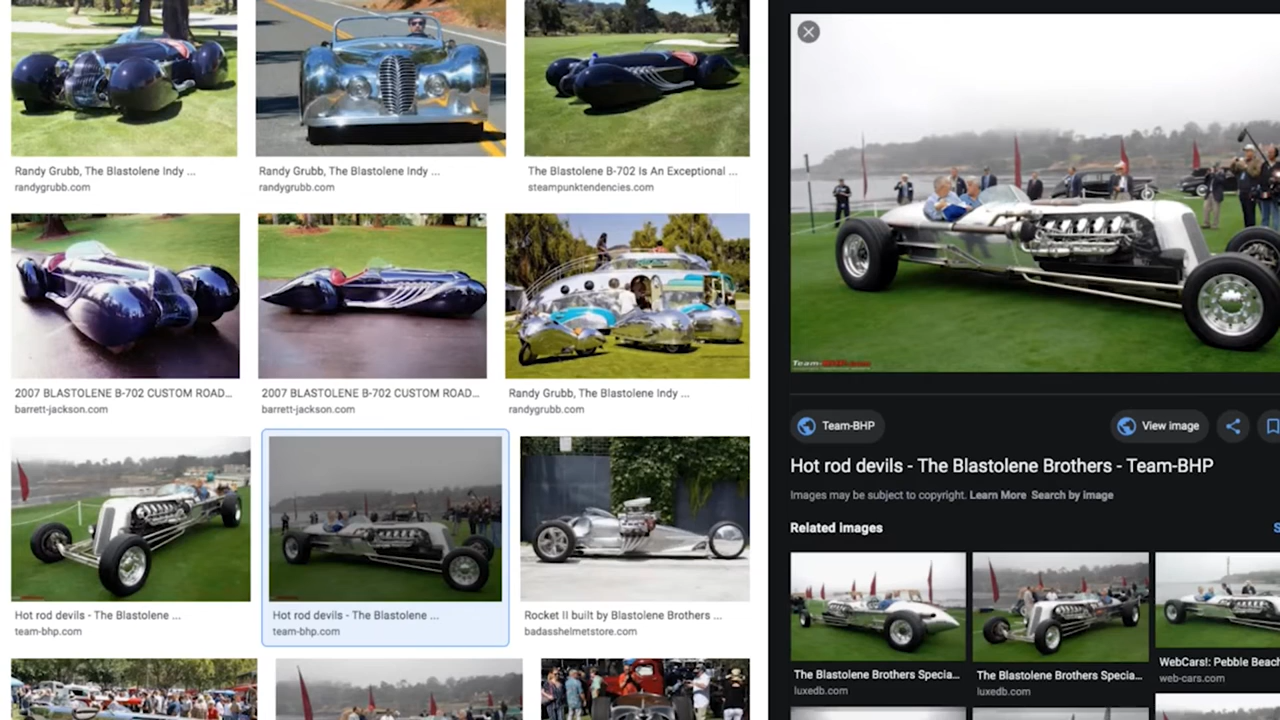 Randy Grubb, The Blastolene Indy ...
randygrubb.com
Randy Grubb, The Blastolene Indy ...
randygrubb.com
The Blastolene B-702 Is An Exceptional ...
steampunktendencies.com
2007 BLASTOLENE B-702 CUSTOM ROAD...
barrett-jackson.com
2007 BLASTOLENE B-702 CUSTOM ROAD...
barrett-jackson.com
Randy Grubb, The Blastolene Indy ...
randygrubb.com
Hot rod devils - The Blastolene ...
team-bhp.com
Hot rod devils - The Blastolene ...
team-bhp.com
Rocket II built by Blastolene Brothers ...
badasshelmetstore.com
Team-BHP
View image
Hot rod devils - The Blastolene Brothers - Team-BHP
Images may be subject to copyright. Learn More Search by image
Related images
The Blastolene Brothers Specia...
luxedb.com
The Blastolene Brothers Specia...
luxedb.com
WebCars!: Pebble Beach
web-cars.com